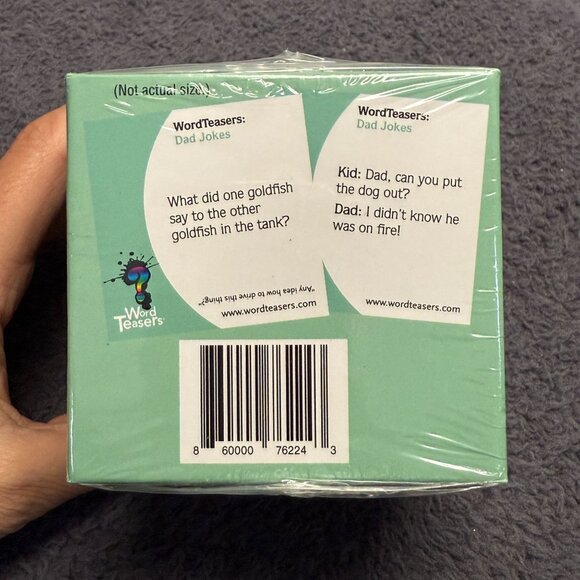 (Not actual size!)
WordTeasers:
Dad Jokes
What did one goldfish
say to the other
goldfish in the tank?
"Any idea how to drive this thing?"
www.wordteasers.com
WordTeasers:
Dad Jokes
Kid: Dad, can you put
the dog out?
Dad: I didn't know he
was on fire!
www.wordteasers.com
Word
Teasers
8 60000 76224 3